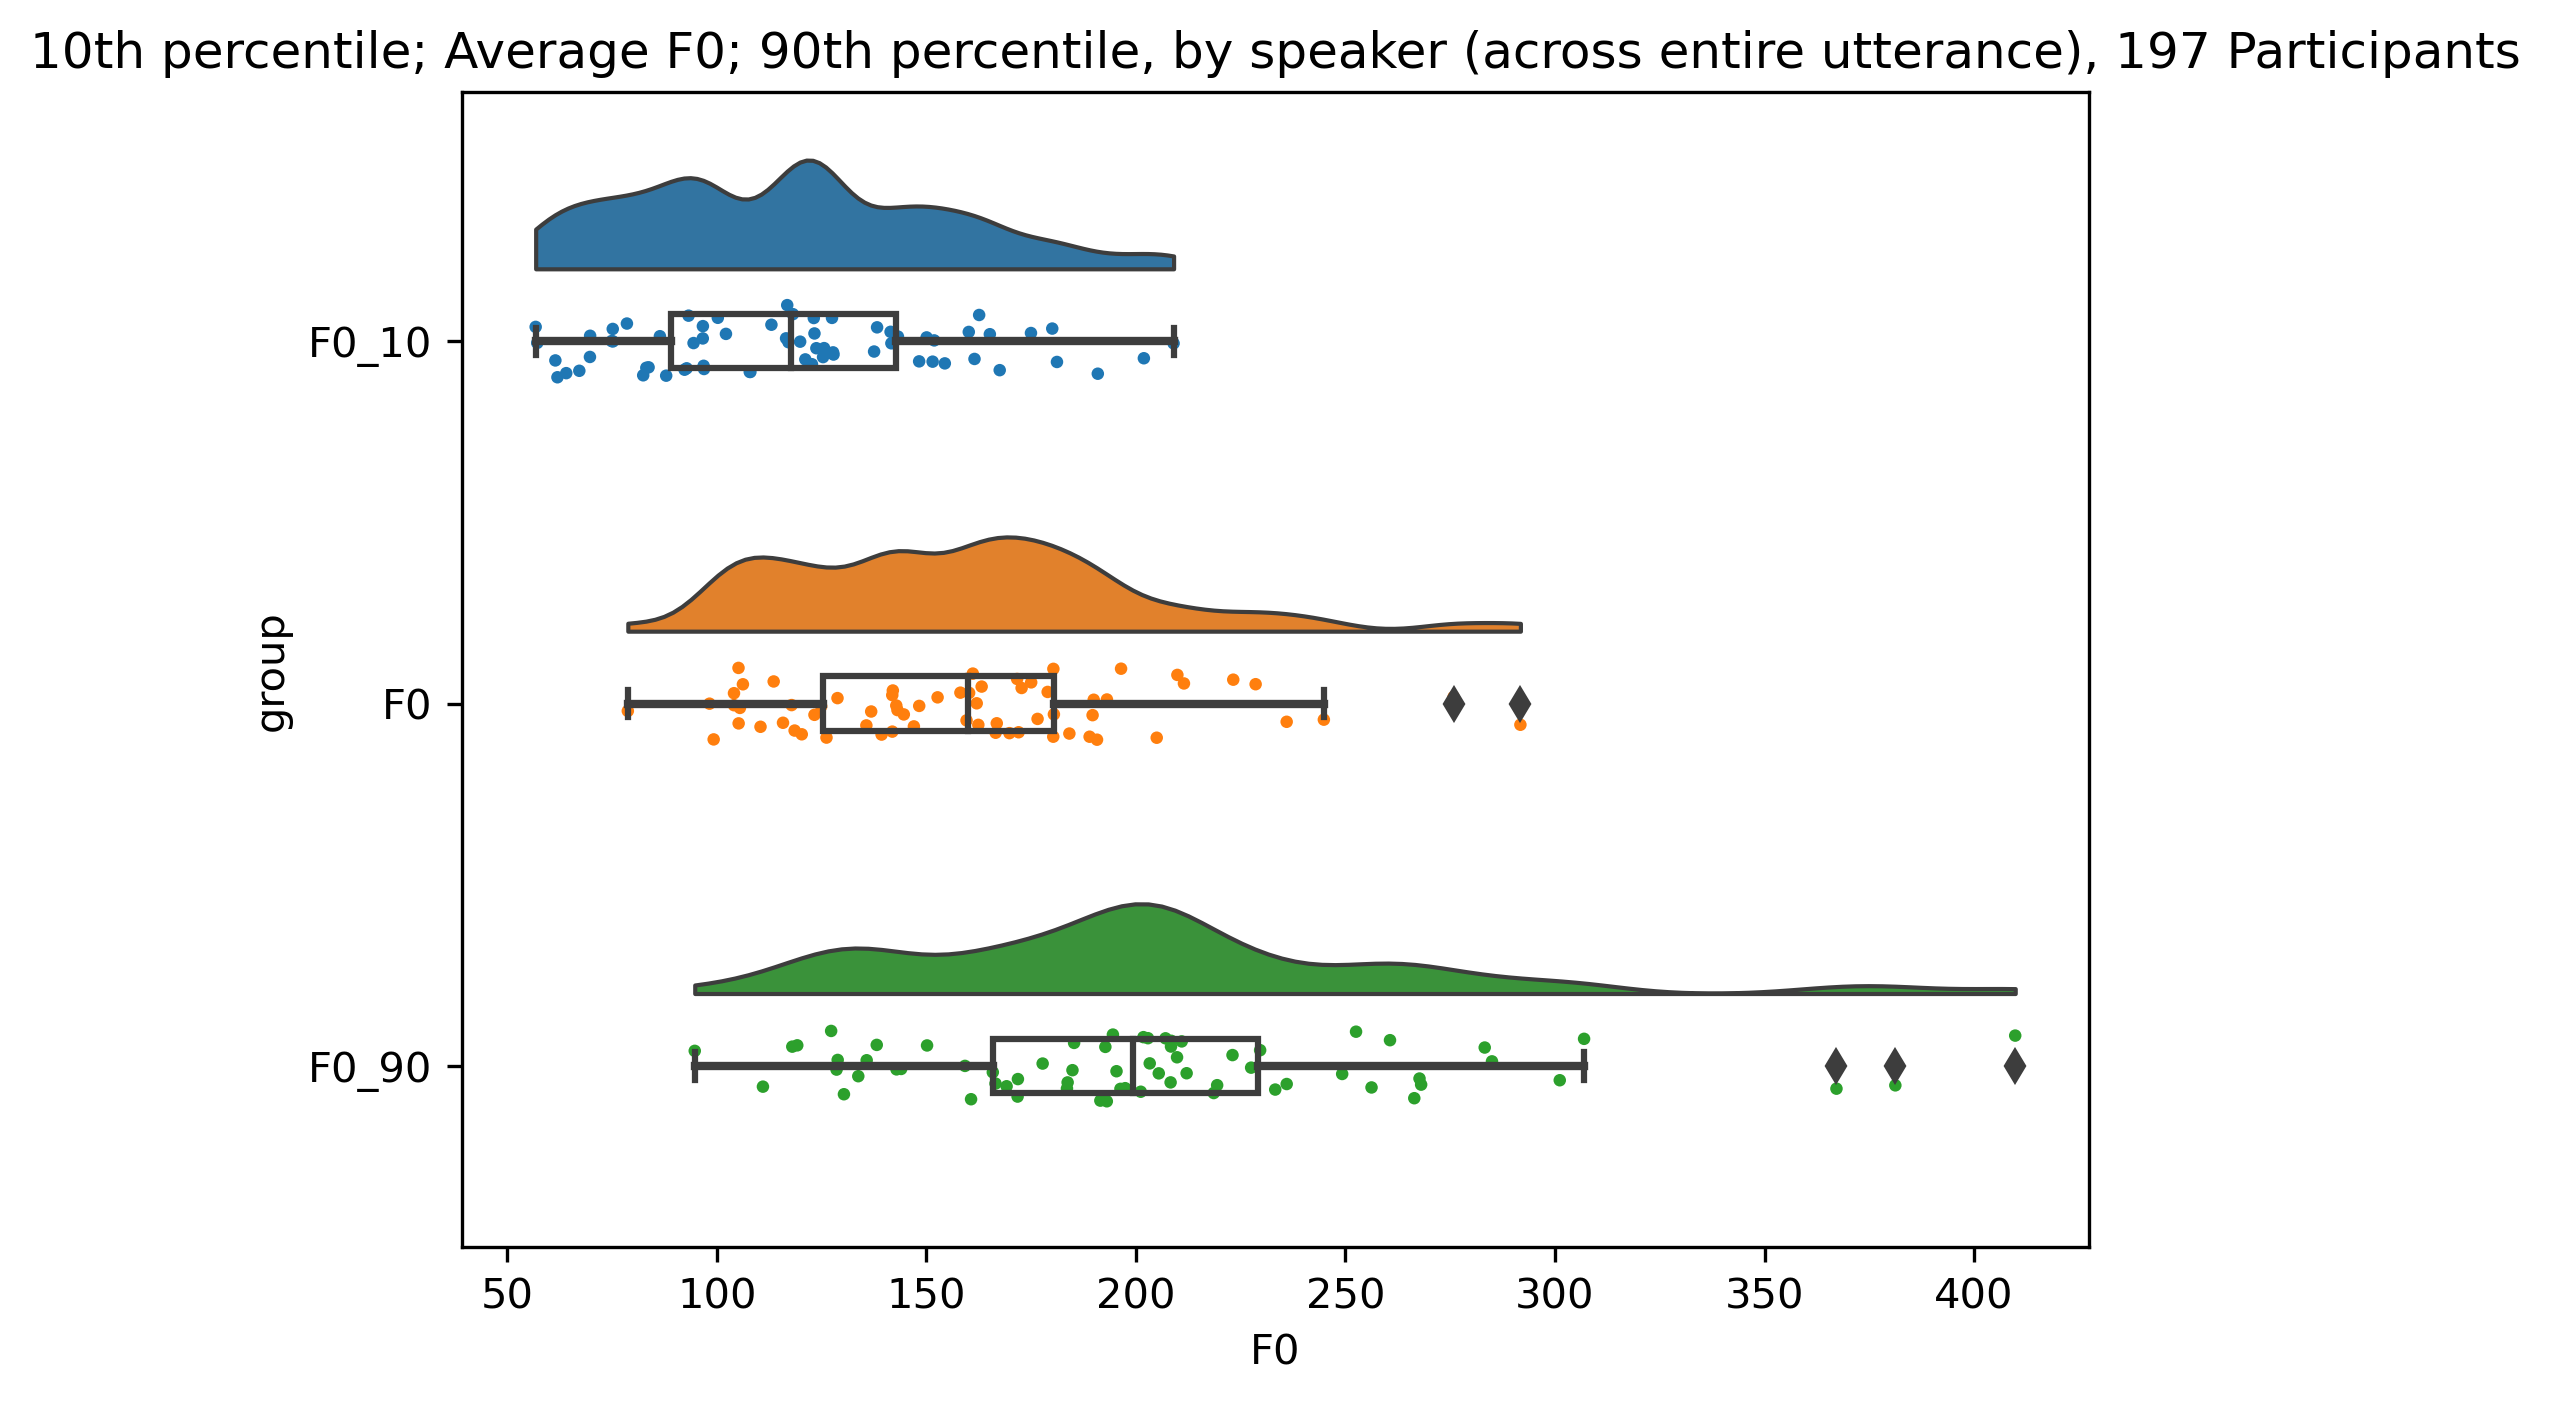 10th percentile; Average F0; 90th percentile, by speaker (across entire utterance), 197 Participants
F0_10
F0
F0_90
group
50 100 150 200 250 300 350 400
F0